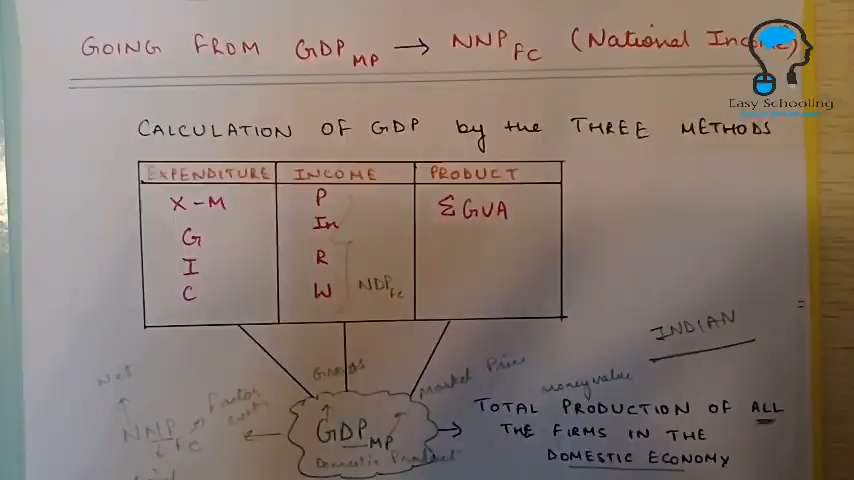 GOING FROM GDP MP → NNP FC (National Income)
Easy Schooling
CALCULATION OF GDP by the THREE METHODS
EXPENDITURE INCOME PRODUCT
X-M P ΣGVA
G In
I R
C W NDP FC
INDIAN
Net Gross Market Price money value
Factor cost
NNP FC ← GDP MP → TOTAL PRODUCTION OF ALL
THE FIRMS IN THE
Domestic Product DOMESTIC ECONOMY